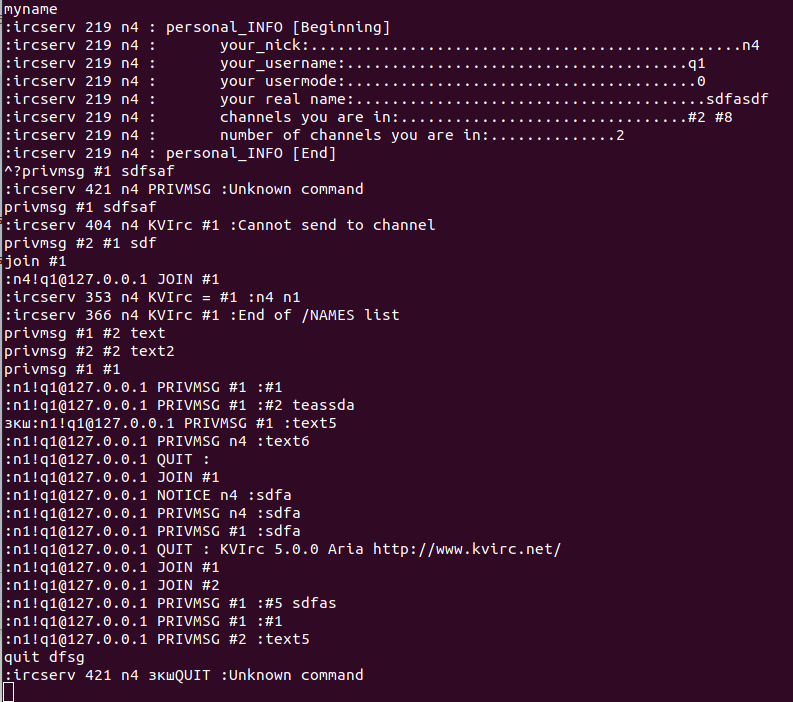 myname
:ircserv 219 n4 : personal_INFO [Beginning]
:ircserv 219 n4 :       your_nick:................................................n4
:ircserv 219 n4 :       your_username:......................................q1
:ircserv 219 n4 :       your usermode:.......................................0
:ircserv 219 n4 :       your real name:.......................................sdfasdf
:ircserv 219 n4 :       channels you are in:................................#2 #8
:ircserv 219 n4 :       number of channels you are in:..............2
:ircserv 219 n4 : personal_INFO [End]
^?privmsg #1 sdfsaf
:ircserv 421 n4 PRIVMSG :Unknown command
privmsg #1 sdfsaf
:ircserv 404 n4 KVIrc #1 :Cannot send to channel
privmsg #2 #1 sdf
join #1
:n4!q1@127.0.0.1 JOIN #1
:ircserv 353 n4 KVIrc = #1 :n4 n1
:ircserv 366 n4 KVIrc #1 :End of /NAMES list
privmsg #1 #2 text
privmsg #2 #2 text2
privmsg #1 #1
:n1!q1@127.0.0.1 PRIVMSG #1 :#1
:n1!q1@127.0.0.1 PRIVMSG #1 :#2 teassda
зкш:n1!q1@127.0.0.1 PRIVMSG #1 :text5
:n1!q1@127.0.0.1 PRIVMSG n4 :text6
:n1!q1@127.0.0.1 QUIT :
:n1!q1@127.0.0.1 JOIN #1
:n1!q1@127.0.0.1 NOTICE n4 :sdfa
:n1!q1@127.0.0.1 PRIVMSG n4 :sdfa
:n1!q1@127.0.0.1 PRIVMSG #1 :sdfa
:n1!q1@127.0.0.1 QUIT : KVIrc 5.0.0 Aria http://www.kvirc.net/
:n1!q1@127.0.0.1 JOIN #1
:n1!q1@127.0.0.1 JOIN #2
:n1!q1@127.0.0.1 PRIVMSG #1 :#5 sdfas
:n1!q1@127.0.0.1 PRIVMSG #1 :#1
:n1!q1@127.0.0.1 PRIVMSG #2 :text5
quit dfsg
:ircserv 421 n4 зкшQUIT :Unknown command